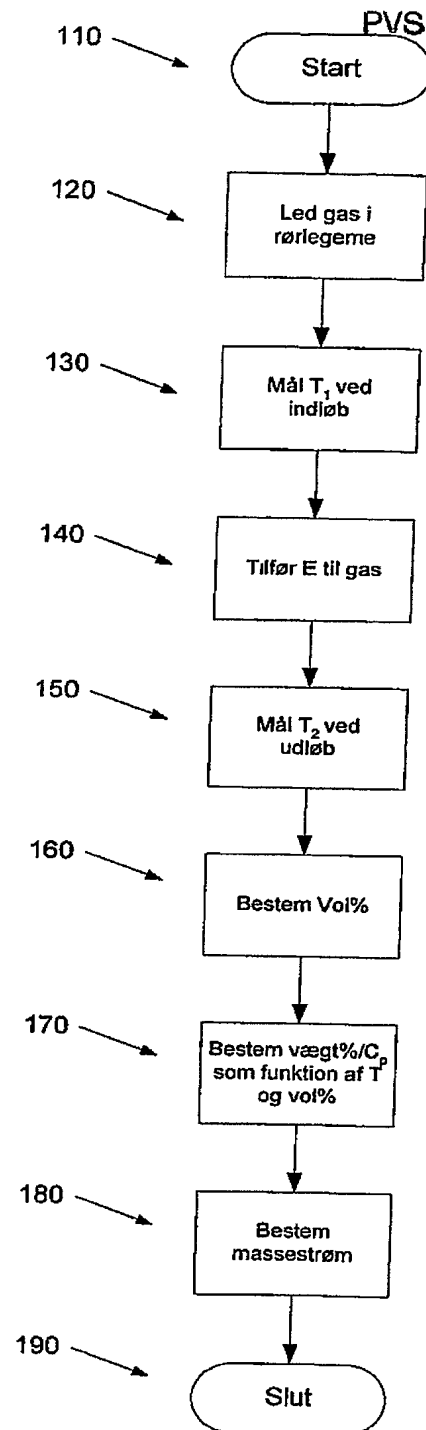 PVS
110
Start
120
Led gas i
rørlegeme
130
Mål T₁ ved
indløb
140
Tilfør E til gas
150
Mål T₂ ved
udløb
160
Bestem Vol%
170
Bestem vægt%/Cₚ
som funktion af T
og vol%
180
Bestem
massestrøm
190
Slut